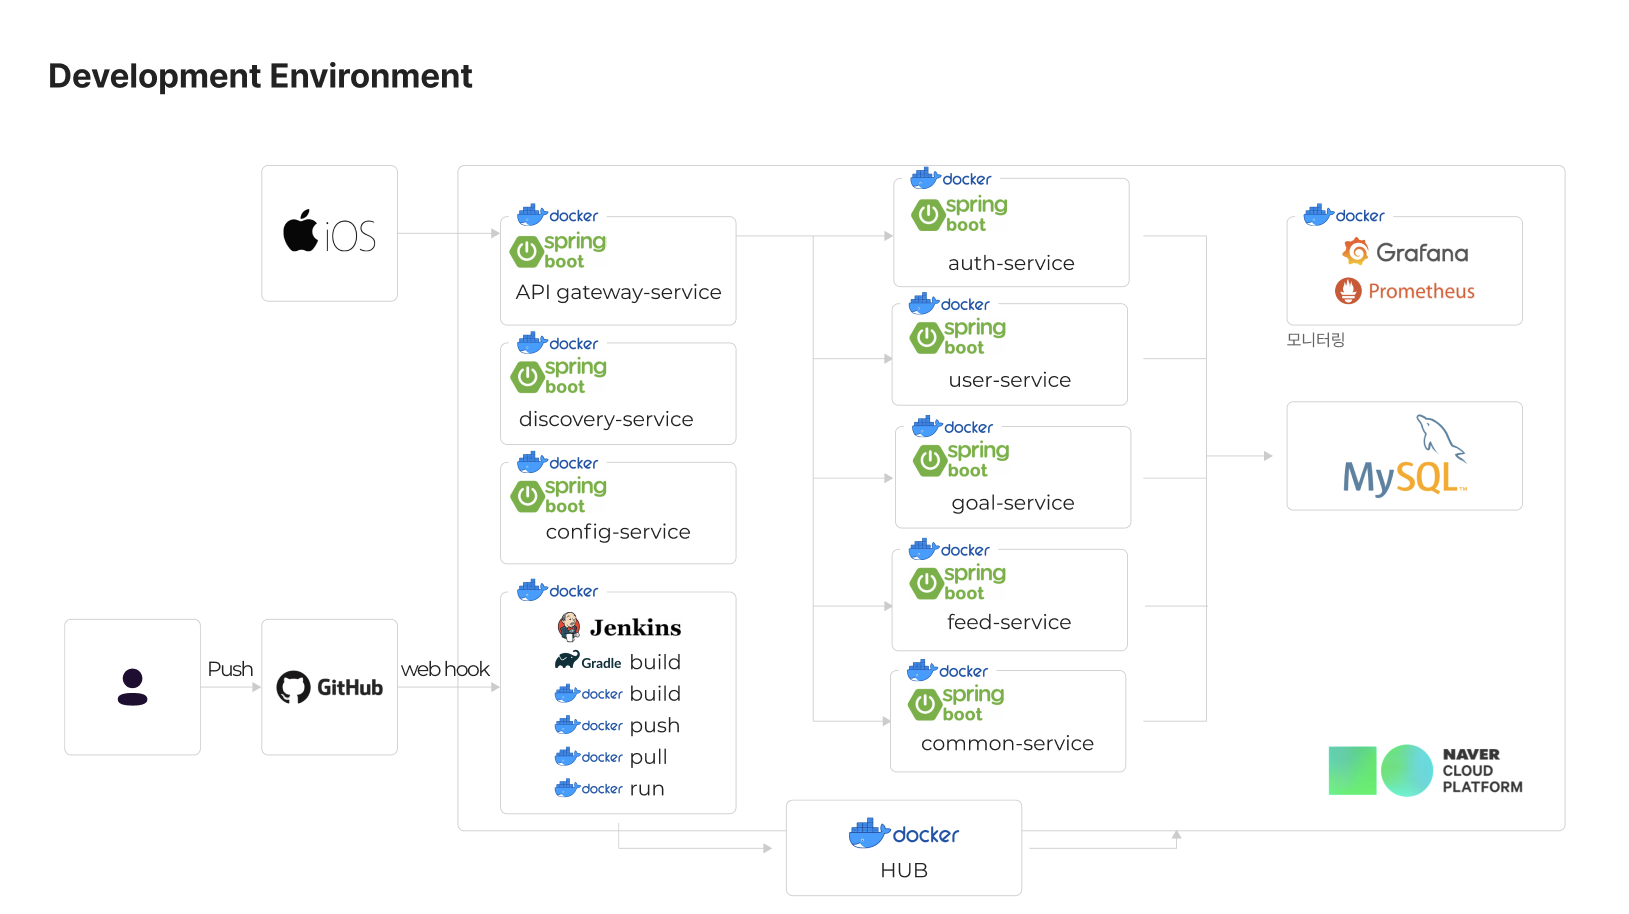 Development Environment
iOS
docker
spring
boot
API gateway-service
docker
spring
boot
discovery-service
docker
spring
boot
config-service
Push
GitHub
web hook
docker
Jenkins
Gradle build
docker build
docker push
docker pull
docker run
docker
spring
boot
auth-service
docker
spring
boot
user-service
docker
spring
boot
goal-service
docker
spring
boot
feed-service
docker
spring
boot
common-service
docker
HUB
docker
Grafana
Prometheus
모니터링
MySQL™
NAVER
CLOUD
PLATFORM